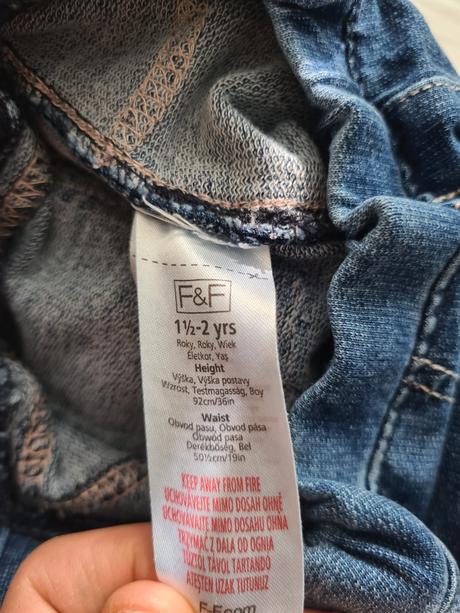 F&F
1½-2 yrs
Roky, Roky, Wiek
Életkor, Yaş
Height
Výška, Výška postavy
Wzrost, Testmagasság, Boy
92cm/36in
Waist
Obvod pasu, Obvod pása
Obwód pasa
Derékbőség, Bel
50½cm/19in
KEEP AWAY FROM FIRE
UCHOVÁVEJTE MIMO DOSAH OHNĚ
UCHOVÁVAJTE MIMO DOSAHU OHŇA
TRZYMAĆ Z DALA OD OGNIA
TŰZTŐL TÁVOL TARTANDÓ
ATEŞTEN UZAK TUTUNUZ